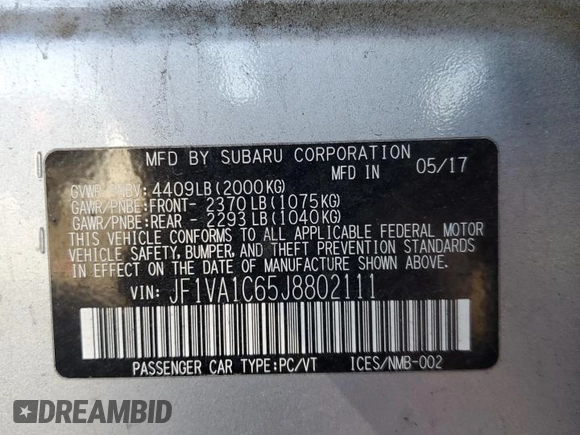 MFD BY SUBARU CORPORATION
MFD IN 05/17
GVWR/PNBV: 4409LB(2000KG)
GAWR/PNBE:FRONT- 2370LB(1075KG)
GAWR/PNBE:REAR - 2293LB(1040KG)
THIS VEHICLE CONFORMS TO ALL APPLICABLE FEDERAL MOTOR
VEHICLE SAFETY, BUMPER, AND THEFT PREVENTION STANDARDS
IN EFFECT ON THE DATE OF MANUFACTURE SHOWN ABOVE.
VIN: JF1VA1C65J8802111
PASSENGER CAR TYPE:PC/VT ICES/NMB-002
DREAMBID